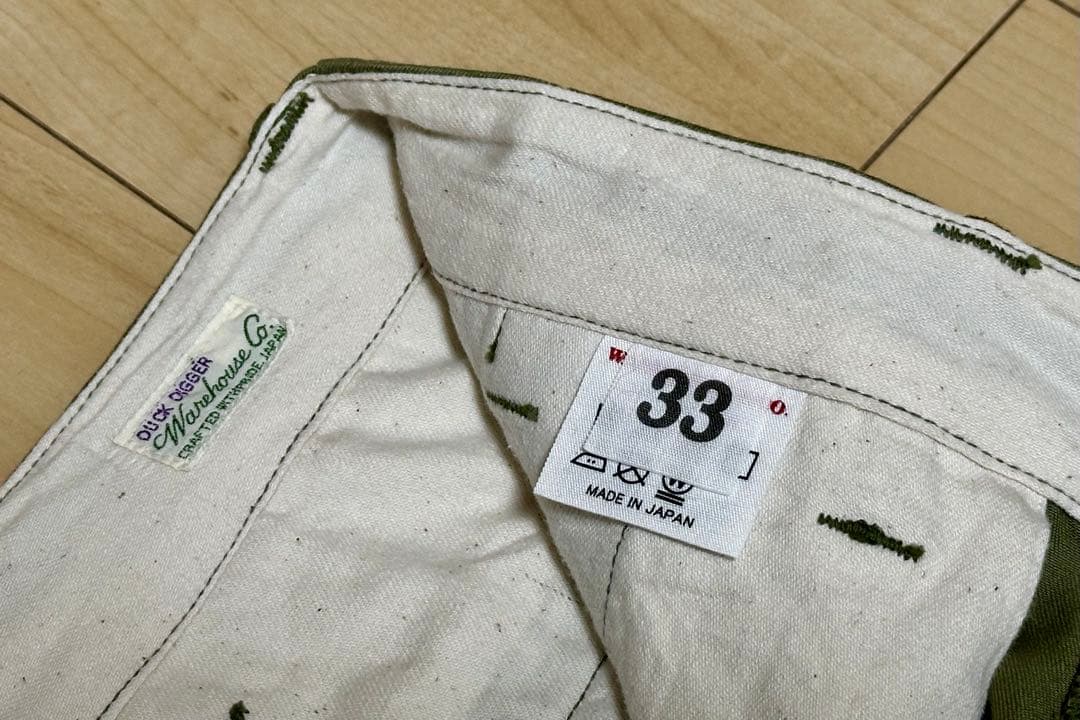 DUCK DIGGER
Warehouse Co.
CRAFTED WITH PRIDE JAPAN
W. O.
33
]
W
MADE IN JAPAN